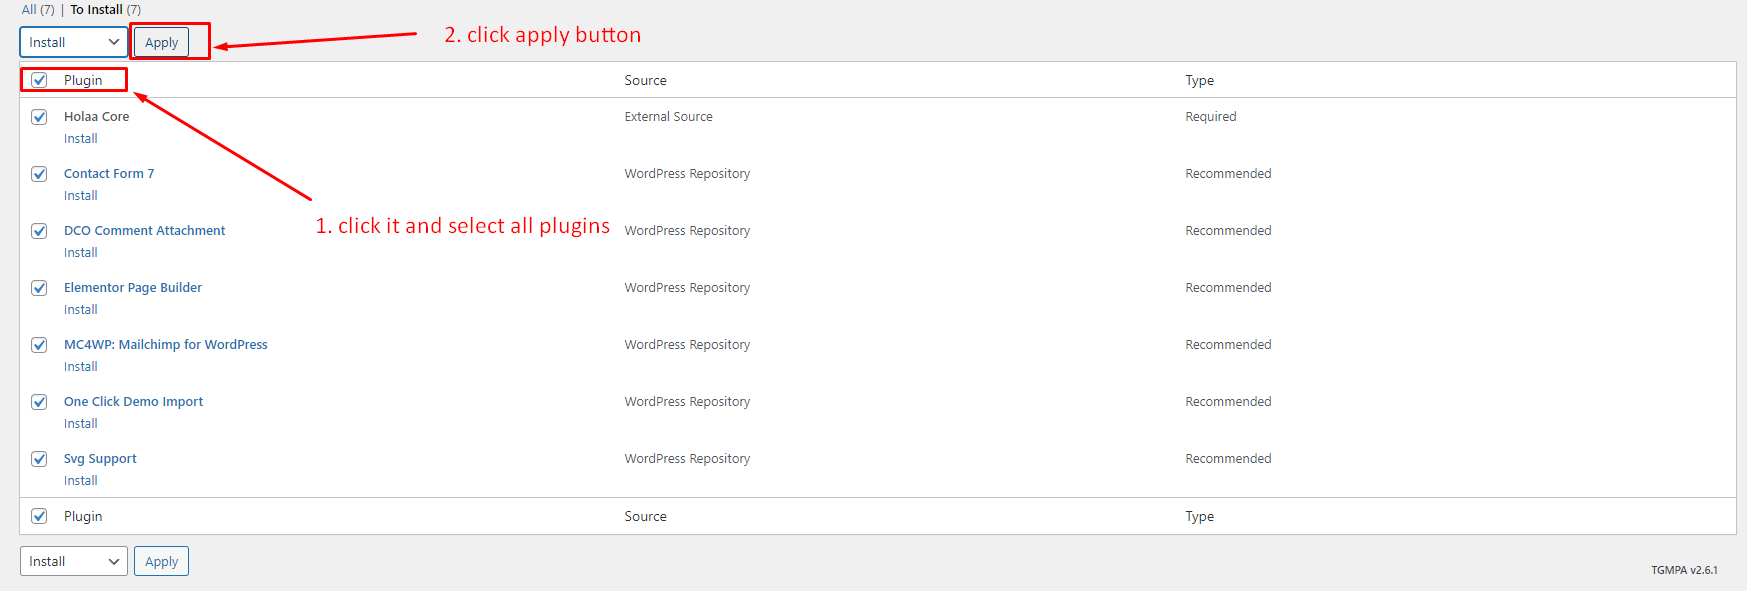 All (7) | To Install (7)
Install Apply 2. click apply button
Plugin Source Type
Holaa Core External Source Required
Install
Contact Form 7 WordPress Repository Recommended
Install
1. click it and select all plugins
DCO Comment Attachment WordPress Repository Recommended
Install
Elementor Page Builder WordPress Repository Recommended
Install
MC4WP: Mailchimp for WordPress WordPress Repository Recommended
Install
One Click Demo Import WordPress Repository Recommended
Install
Svg Support WordPress Repository Recommended
Install
Plugin Source Type
Install Apply
TGMPA v2.6.1